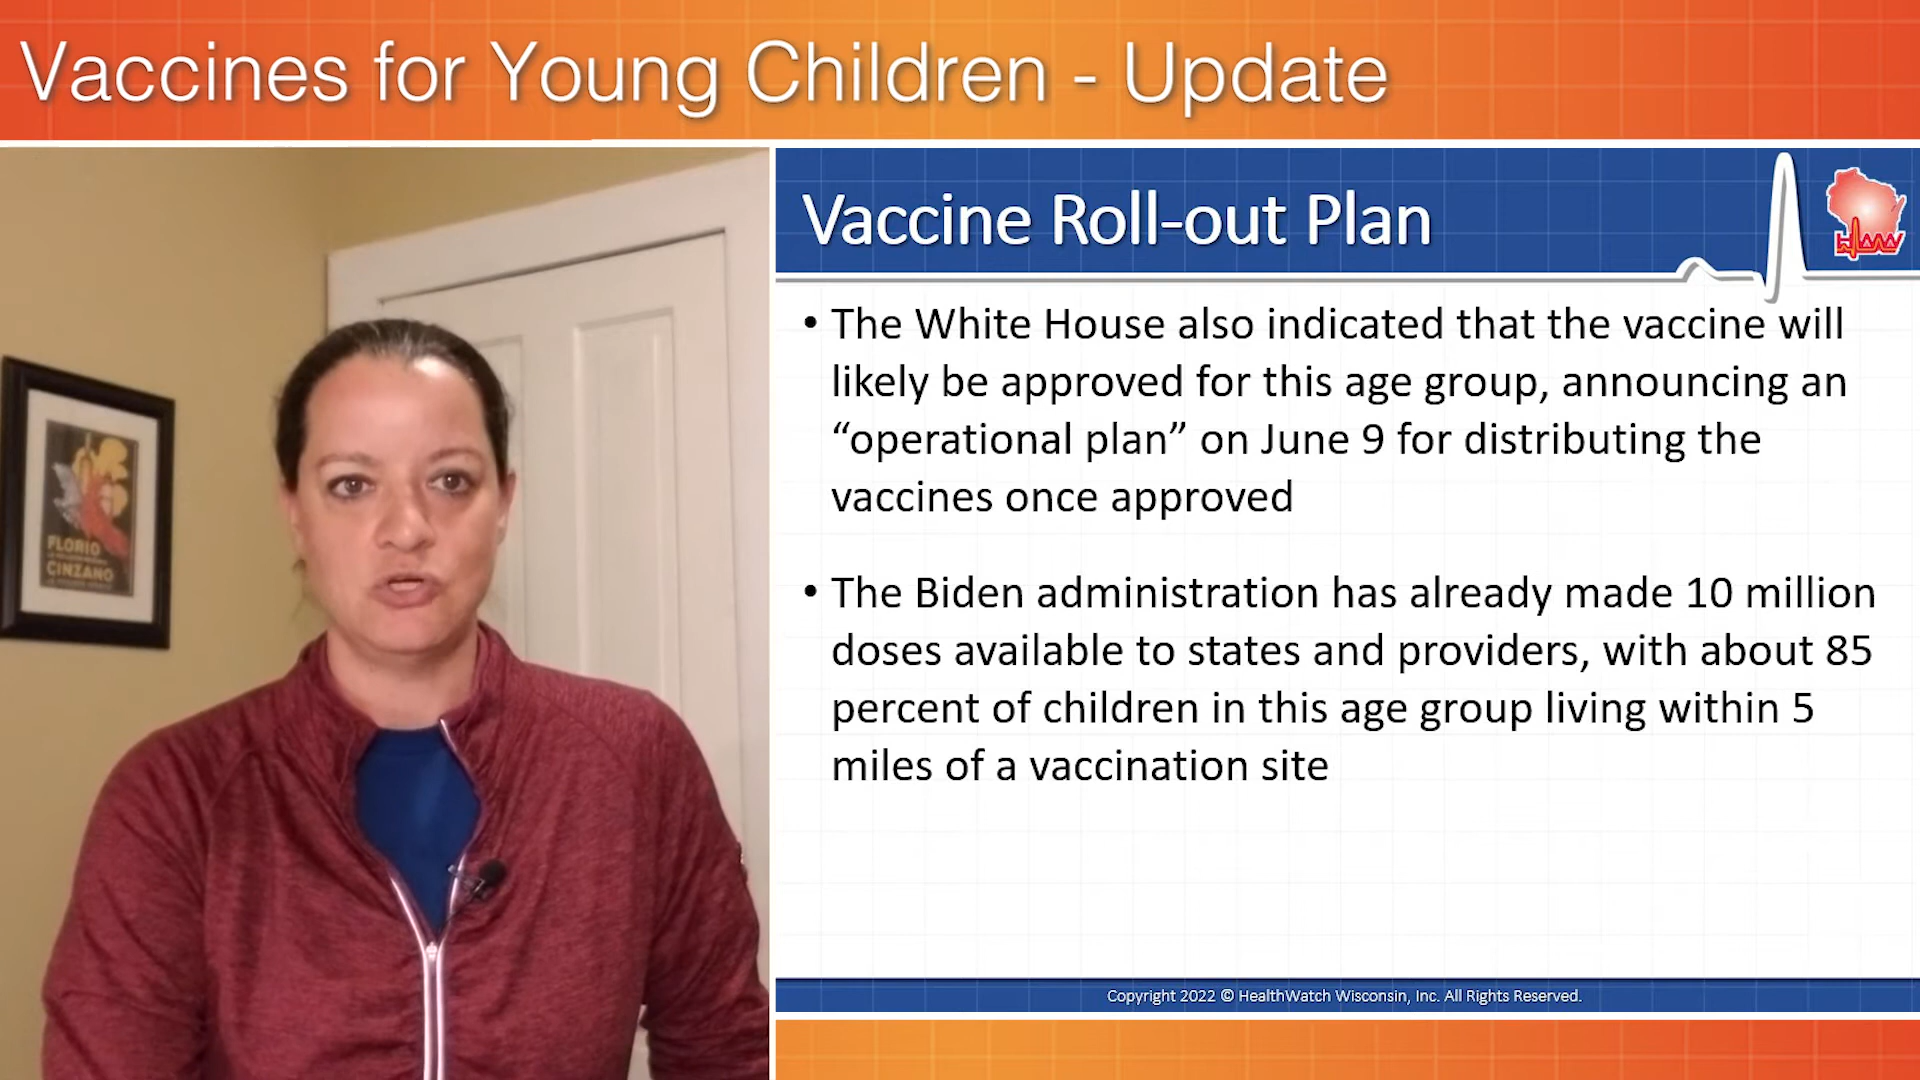 Vaccines for Young Children - Update
Vaccine Roll-out Plan
• The White House also indicated that the vaccine will
likely be approved for this age group, announcing an
“operational plan” on June 9 for distributing the
vaccines once approved
• The Biden administration has already made 10 million
doses available to states and providers, with about 85
percent of children in this age group living within 5
miles of a vaccination site
FLORIO
CINZANO
Copyright 2022 © HealthWatch Wisconsin, Inc. All Rights Reserved.